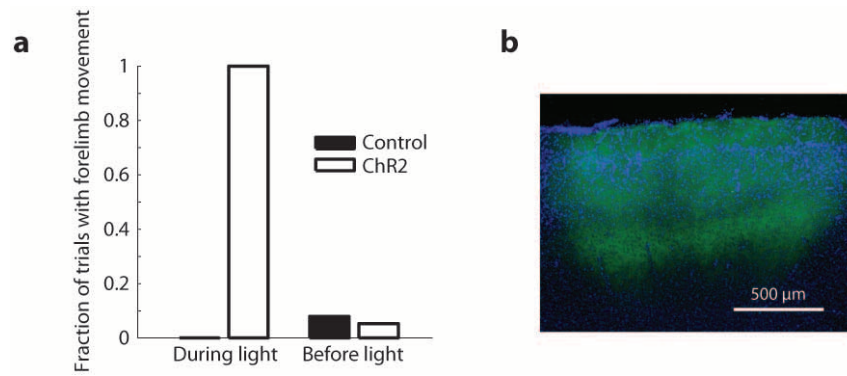 a
Fraction of trials with forelimb movement
1
0.8
0.6
0.4
0.2
0
Control
ChR2
During light
Before light
b
500 μm